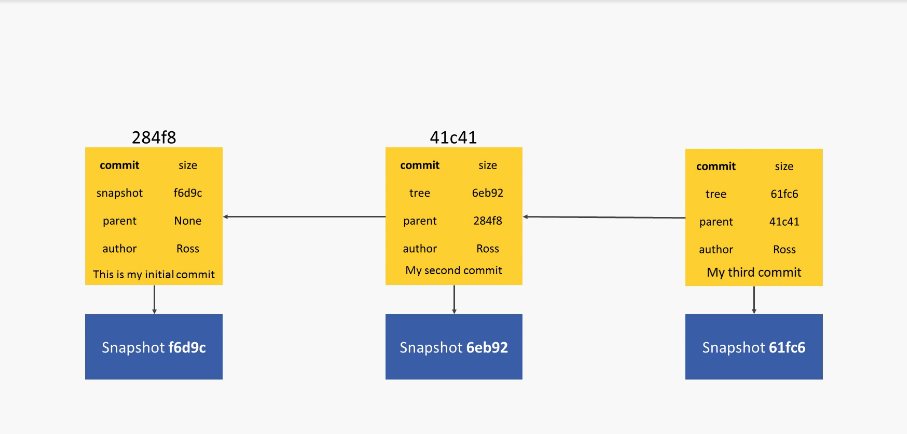 284f8
commit size
snapshot f6d9c
parent None
author Ross
This is my initial commit
Snapshot f6d9c
41c41
commit size
tree 6eb92
parent 284f8
author Ross
My second commit
Snapshot 6eb92
commit size
tree 61fc6
parent 41c41
author Ross
My third commit
Snapshot 61fc6